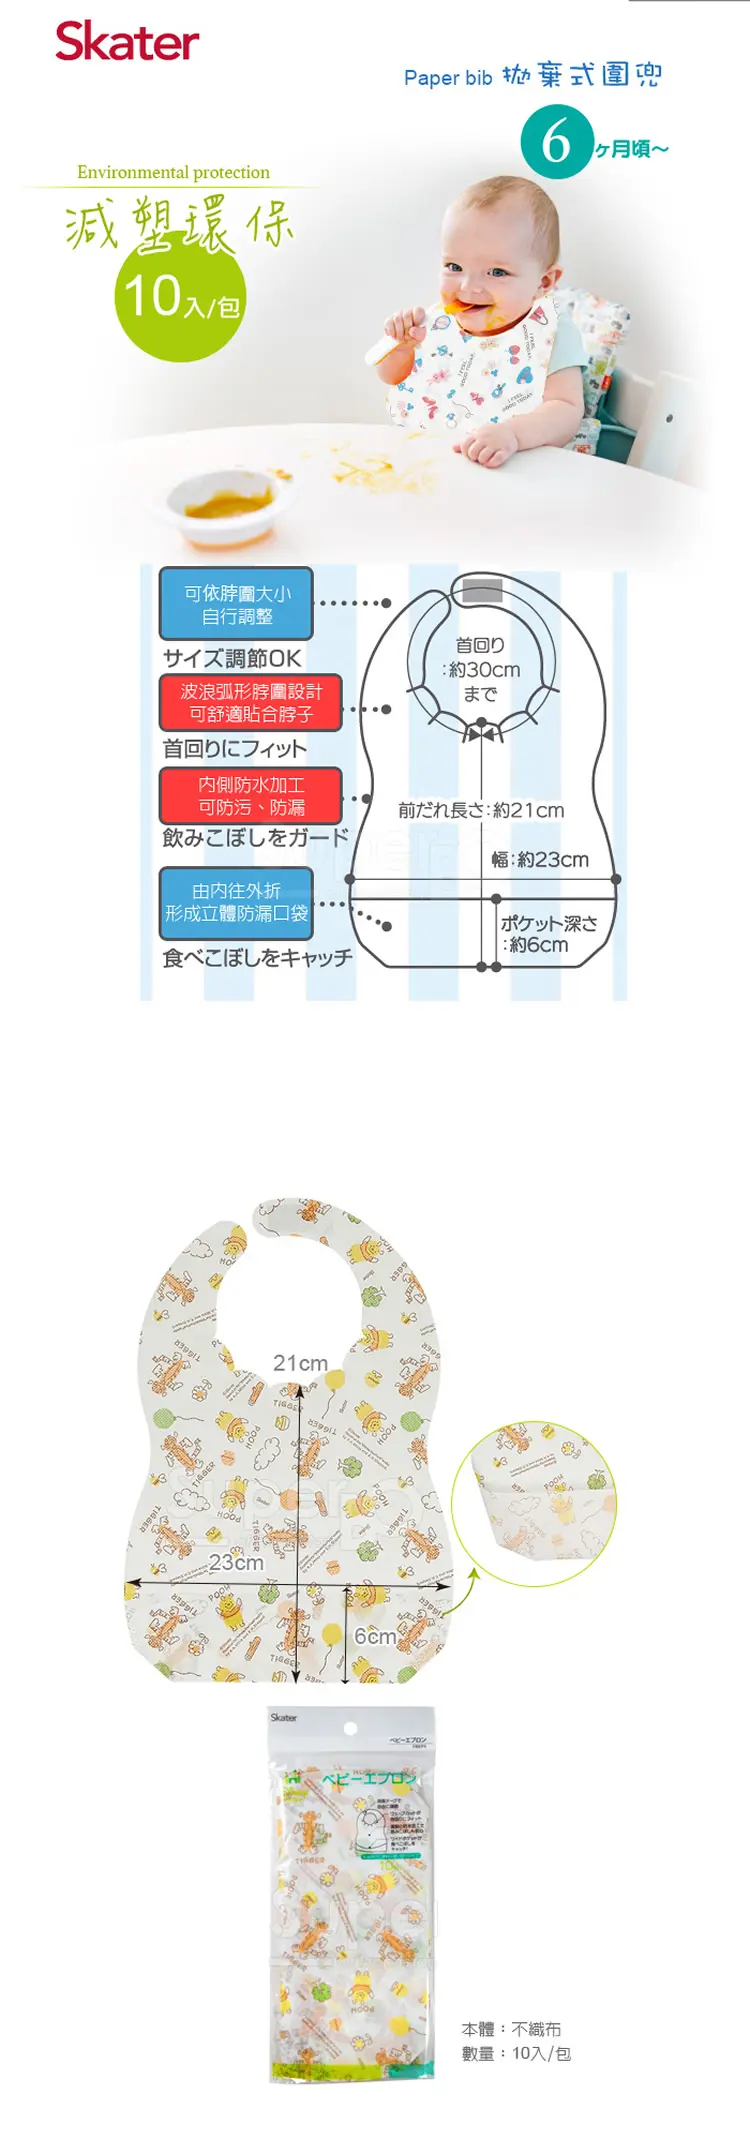 Skater
Paper bib 拋棄式圍兜
6ヶ月頃～
Environmental protection
減塑環保
10入/包
可依脖圍大小
自行調整
サイズ調節OK
波浪弧形脖圍設計
可舒適貼合脖子
首回りにフィット
内側防水加工
可防污、防漏
飲みこぼしをガード
由内往外折
形成立體防漏口袋
食べこぼしをキャッチ
首回り
:約30cm
まで
前だれ長さ:約21cm
幅:約23cm
ポケット深さ
:約6cm
21cm
23cm
6cm
Skater
ベビーエプロン
ベビーエプロン
本體：不織布
數量：10入/包